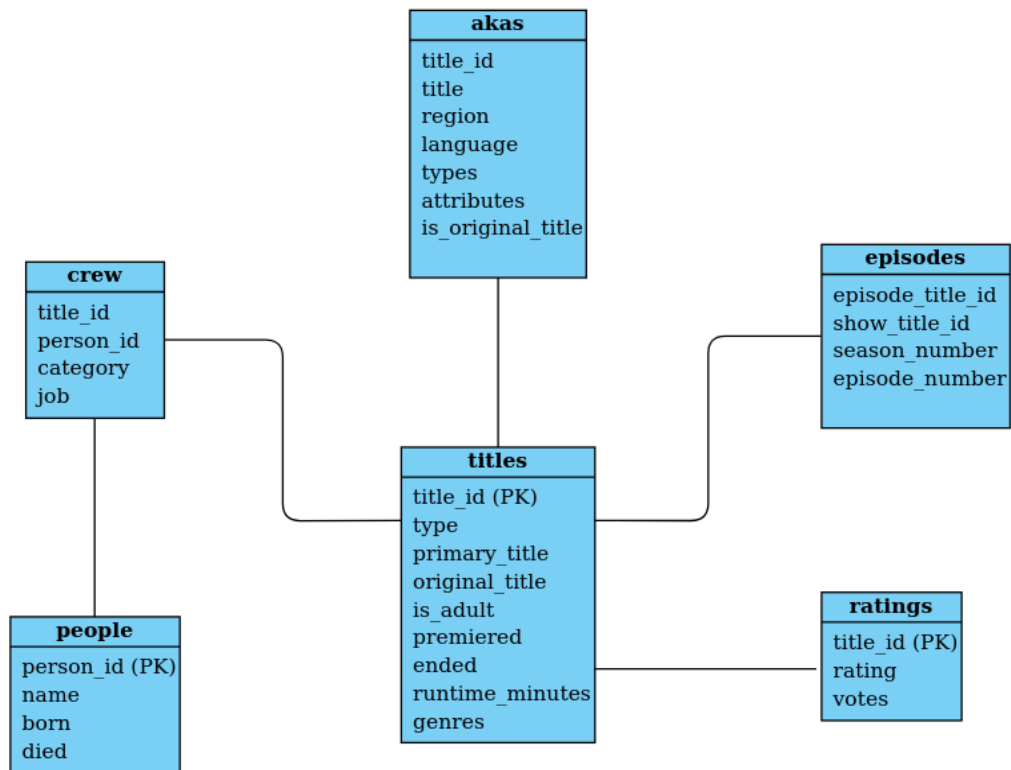 akas
title_id
title
region
language
types
attributes
is_original_title
crew
title_id
person_id
category
job
episodes
episode_title_id
show_title_id
season_number
episode_number
titles
title_id (PK)
type
primary_title
original_title
is_adult
premiered
ended
runtime_minutes
genres
people
person_id (PK)
name
born
died
ratings
title_id (PK)
rating
votes